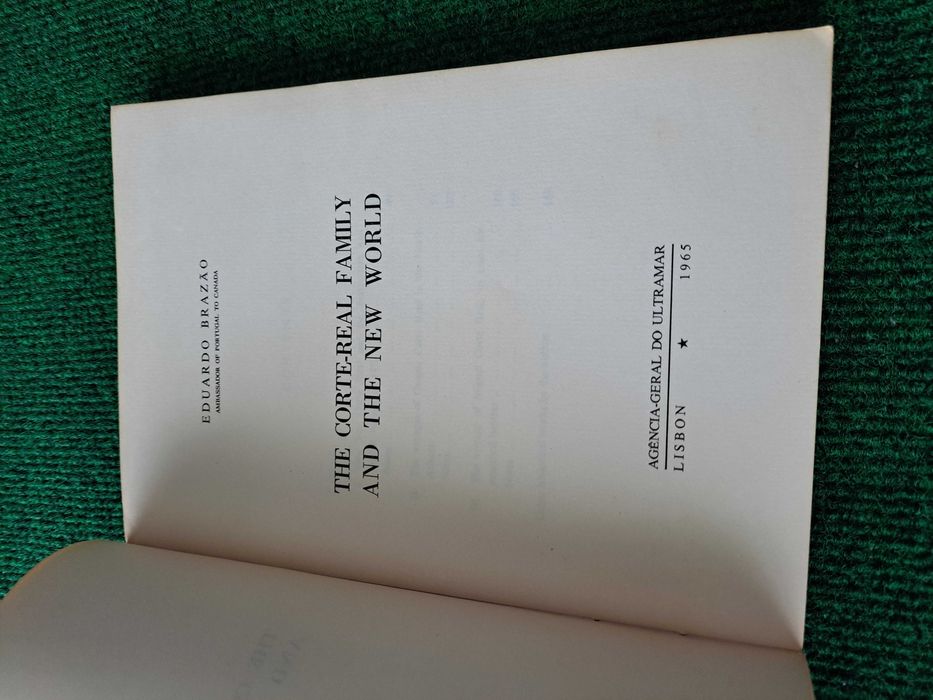 EDUARDO BRAZÃO
AMBASSADOR OF PORTUGAL TO CANADA
THE CORTE-REAL FAMILY
AND THE NEW WORLD
AGÊNCIA-GERAL DO ULTRAMAR
LISBON ★ 1965